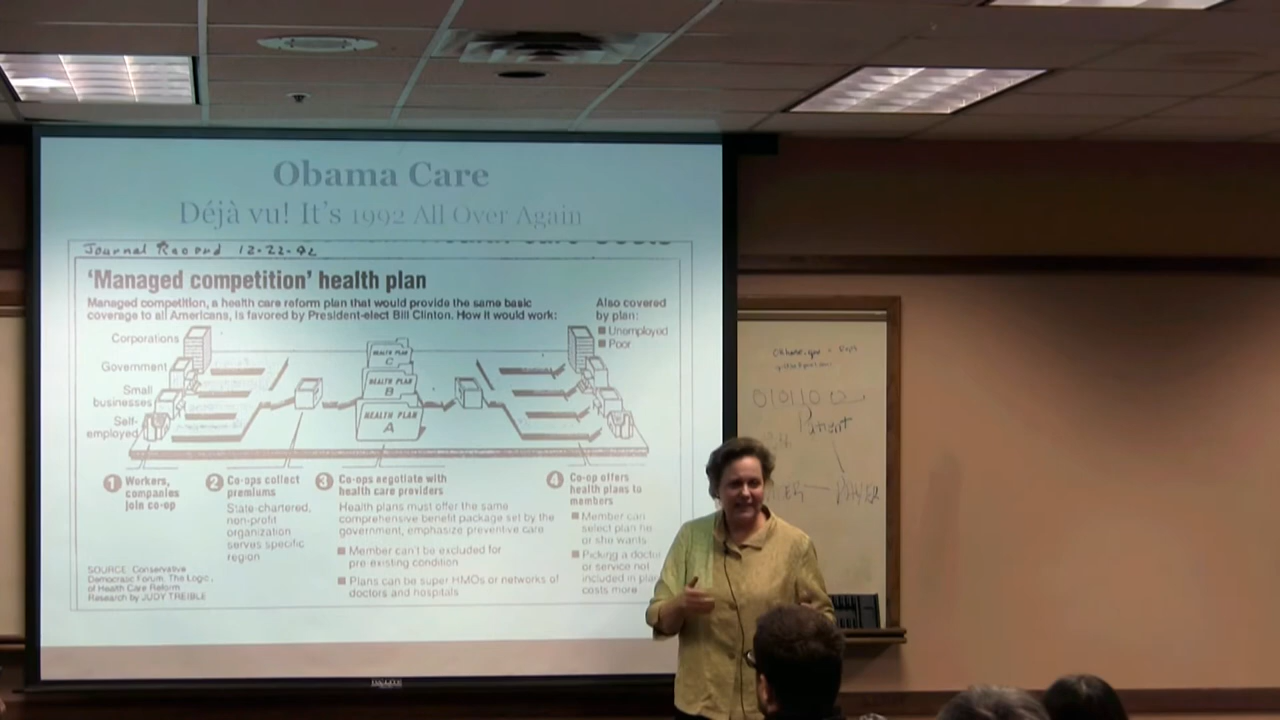 Obama Care
Déjà vu! It's 1992 All Over Again
Journal Record 12-22-92
'Managed competition' health plan
Managed competition, a health care reform plan that would provide the same basic
coverage to all Americans, is favored by President-elect Bill Clinton. How it would work:
Also covered
by plan:
■ Unemployed
■ Poor
Corporations
Government
Small
businesses
Self-
employed
HEALTH PLAN
C
HEALTH PLAN
B
HEALTH PLAN
A
1 Workers,
companies
join co-op
2 Co-ops collect
premiums
State-chartered,
non-profit
organization
serves specific
region
3 Co-ops negotiate with
health care providers
Health plans must offer the same
comprehensive benefit package set by the
government, emphasize preventive care
■ Member can't be excluded for
pre-existing condition
■ Plans can be super HMOs or networks of
doctors and hospitals
4 Co-op offers
health plans to
members
■ Member can
select plan he
or she wants
■ Picking a doctor
or service not
included in plan
costs more
SOURCE: Conservative
Democratic Forum, The Logic
of Health Care Reform
Research by JUDY TREIBLE
010110
Parent